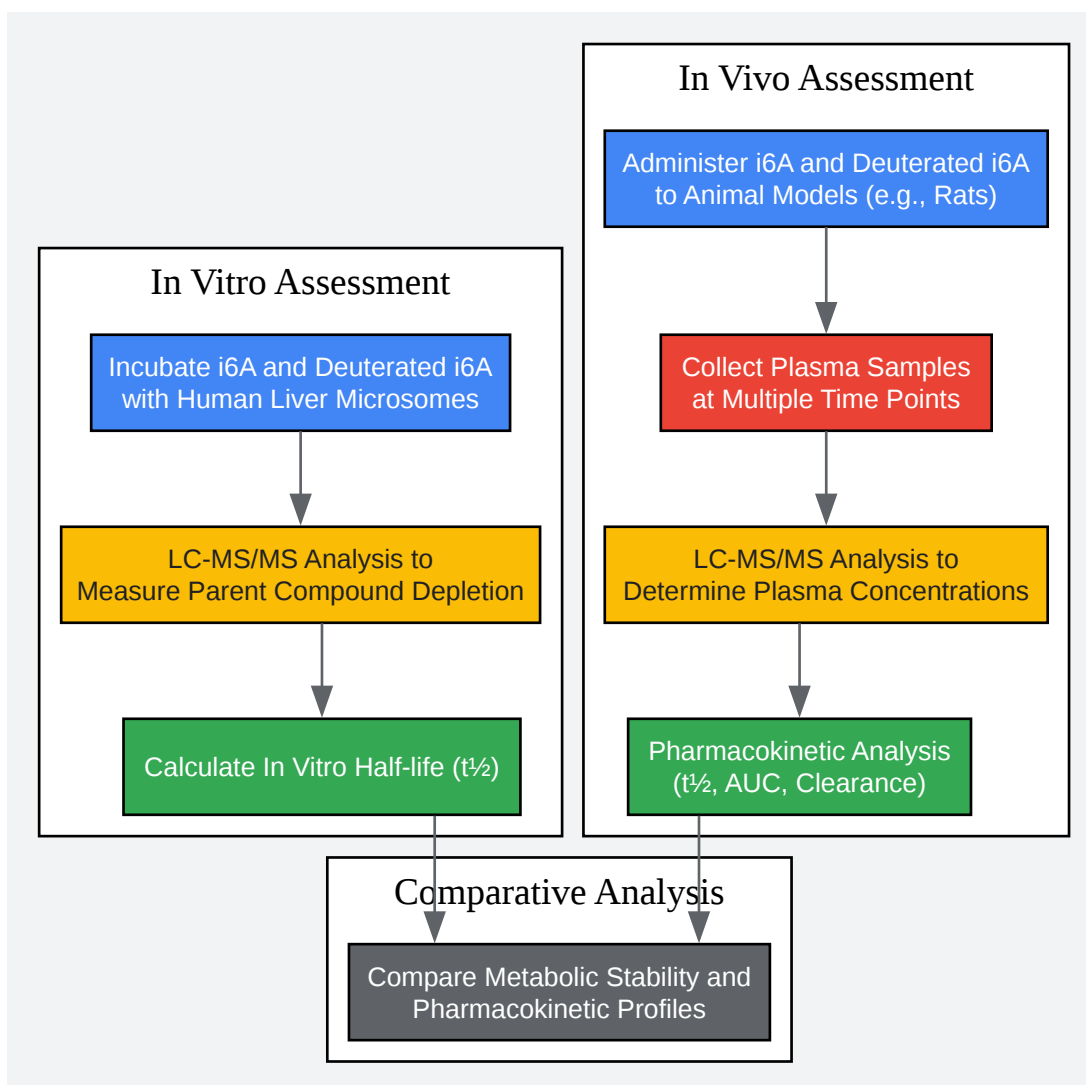 In Vitro Assessment
Incubate i6A and Deuterated i6A
with Human Liver Microsomes
LC-MS/MS Analysis to
Measure Parent Compound Depletion
Calculate In Vitro Half-life (t½)
In Vivo Assessment
Administer i6A and Deuterated i6A
to Animal Models (e.g., Rats)
Collect Plasma Samples
at Multiple Time Points
LC-MS/MS Analysis to
Determine Plasma Concentrations
Pharmacokinetic Analysis
(t½, AUC, Clearance)
Comparative Analysis
Compare Metabolic Stability and
Pharmacokinetic Profiles